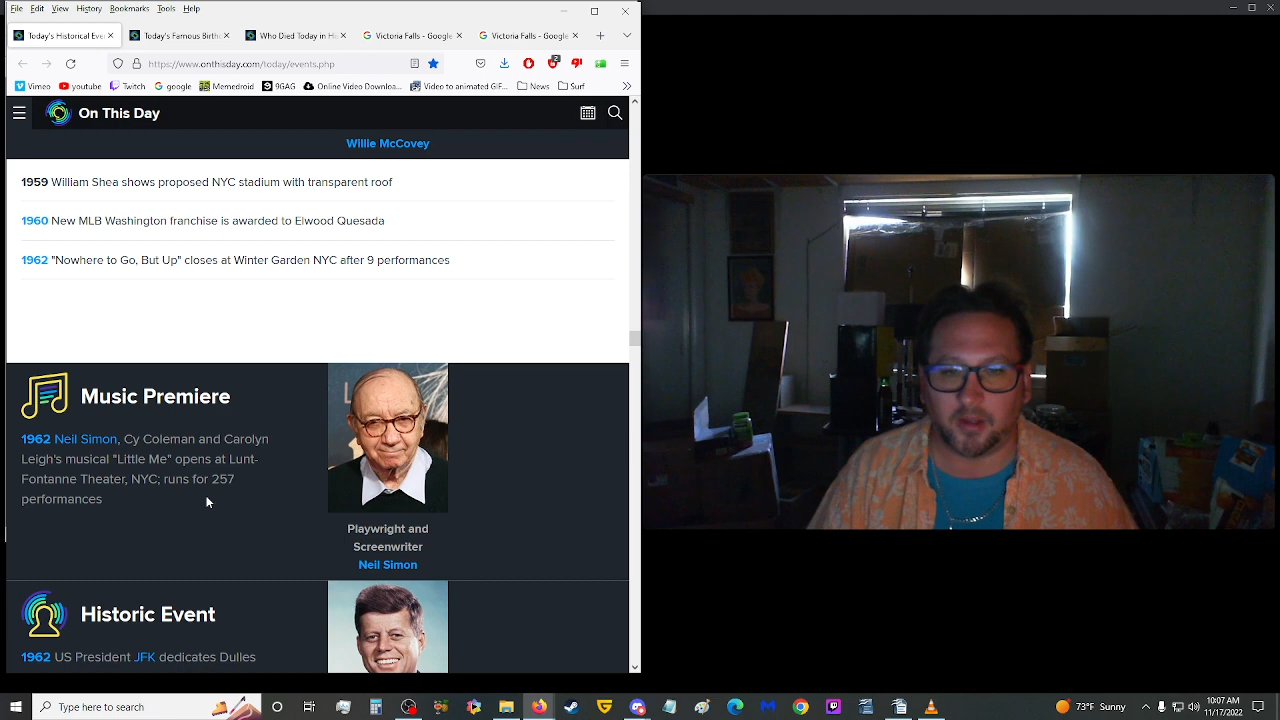 File Edit View History Bookmarks Tools Help
Today's Historical Eve
Today's Famous Birth
Who Died Today in H
Victoria Falls - Google
Victoria Falls - Google
https://www.onthisday.com/today/events.php
2
Vimeo youtube Twitch google Memedroid 9GAG Online Video Downloa... Video to animated GIF... News Surf
On This Day
Willie McCovey
1959 William Shea shows proposed NYC stadium with transparent roof
1960 New MLB Washington franchise is awarded to Elwood Quesada
1962 "Nowhere to Go, But Up" closes at Winter Garden NYC after 9 performances
Music Premiere
1962 Neil Simon, Cy Coleman and Carolyn
Leigh's musical "Little Me" opens at Lunt-
Fontanne Theater, NYC; runs for 257
performances
Playwright and
Screenwriter
Neil Simon
Historic Event
1962 US President JFK dedicates Dulles
Type here to search
73°F Sunny
10:07 AM
11/17/2022